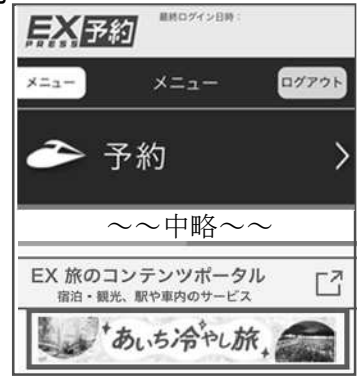 EX予約
PRESS
最終ログイン日時：
メニュー
メニュー
ログアウト
予約
～～中略～～
EX 旅のコンテンツポータル
宿泊・観光、駅や車内のサービス
あいち冷やし旅